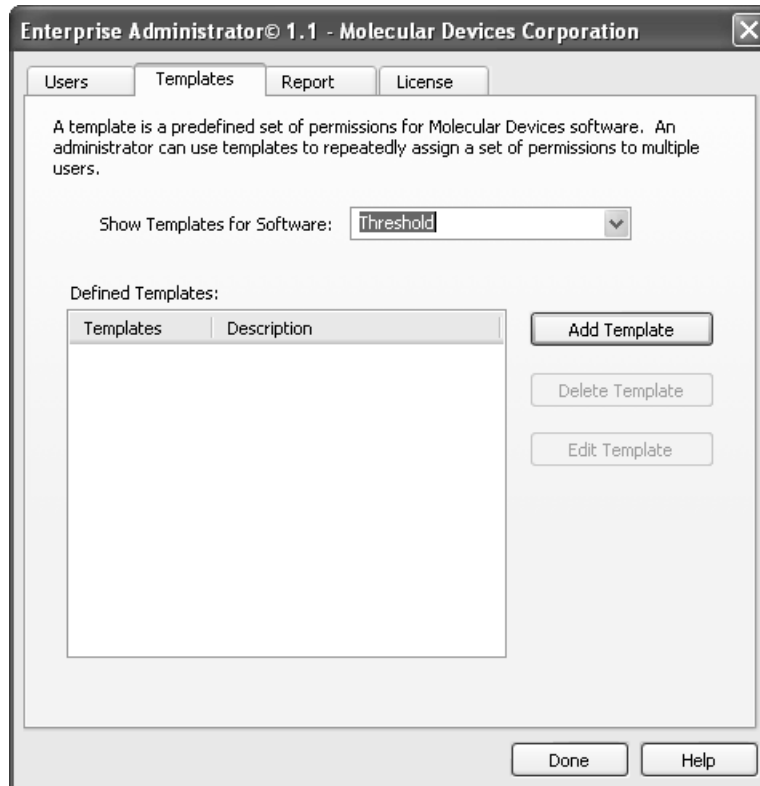 Enterprise Administrator© 1.1 - Molecular Devices Corporation
Users Templates Report License
A template is a predefined set of permissions for Molecular Devices software. An
administrator can use templates to repeatedly assign a set of permissions to multiple
users.
Show Templates for Software: Threshold
Defined Templates:
Templates Description
Add Template
Delete Template
Edit Template
Done Help